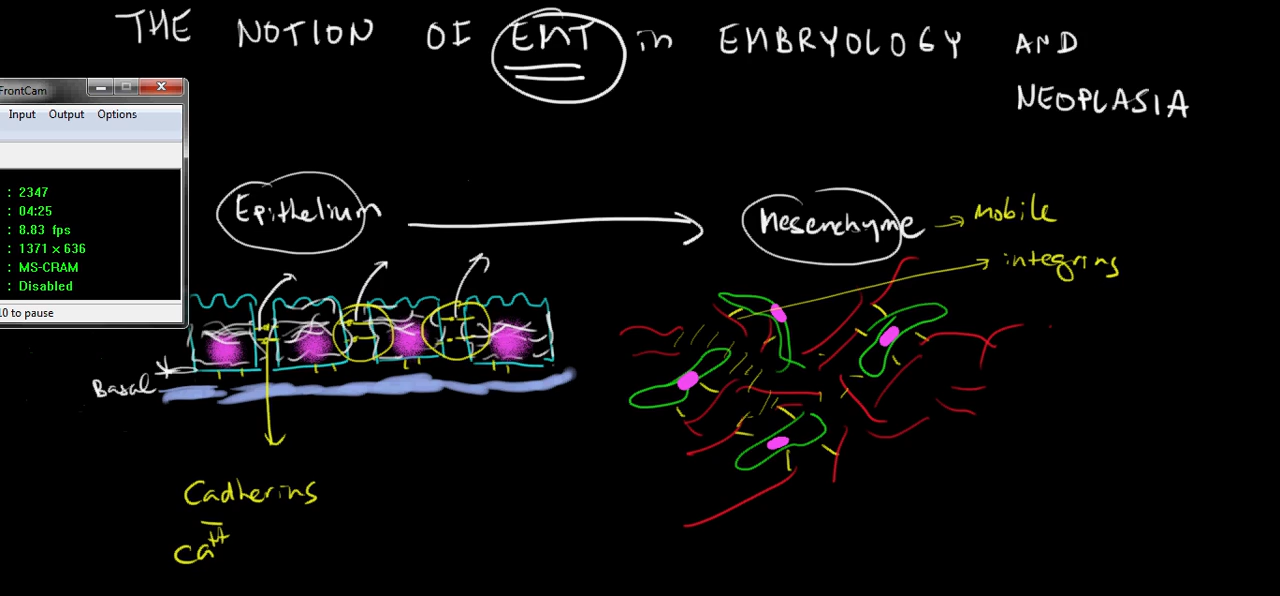 THE NOTION OF EMT in EMBRYOLOGY AND
NEOPLASIA
FrontCam
Input Output Options
: 2347
: 04:25
: 8.83 fps
: 1371 × 636
: MS-CRAM
: Disabled
10 to pause
Epithelium
Mesenchyme
mobile
integrins
Basal
Cadherins
Ca++